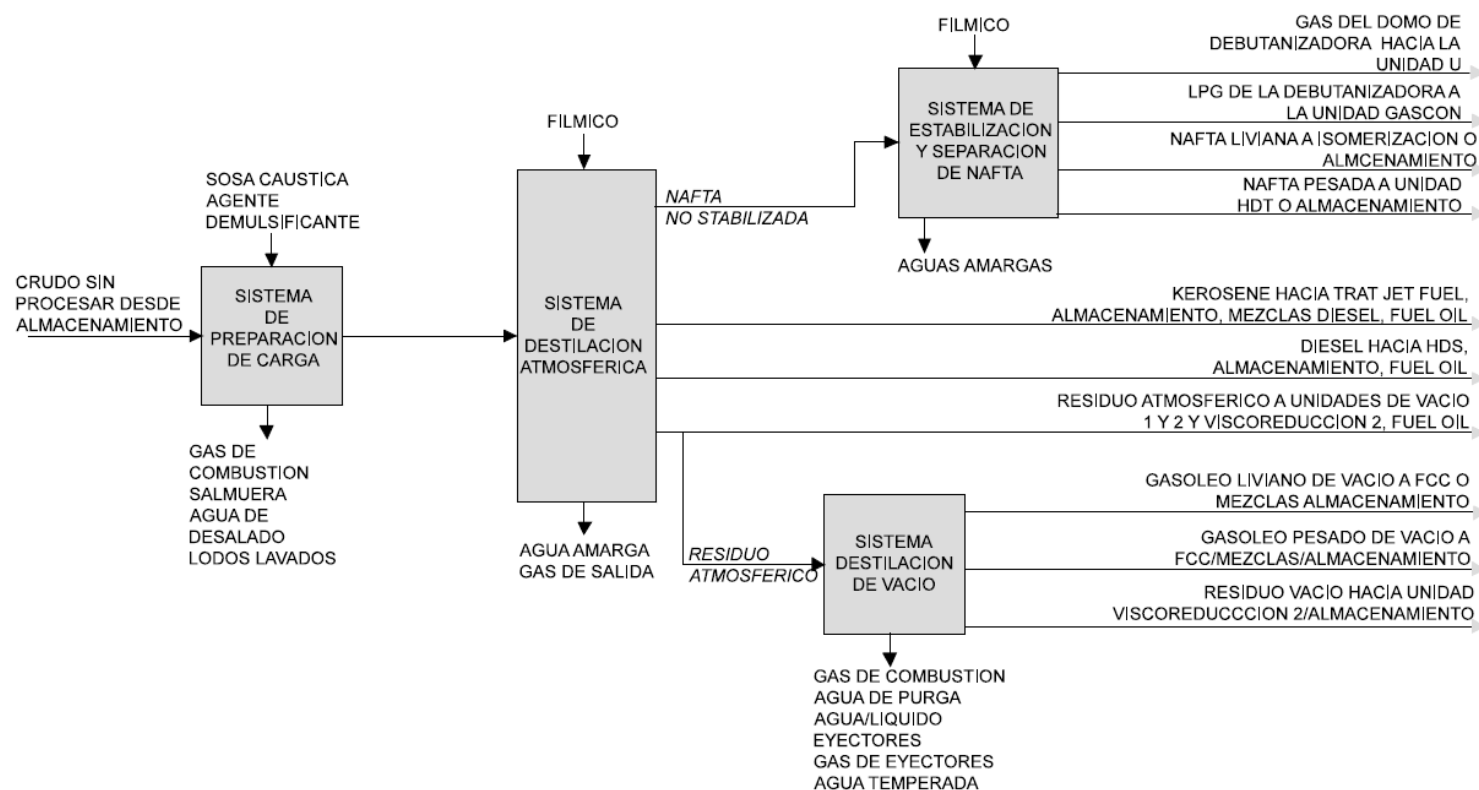 CRUDO SIN
PROCESAR DESDE
ALMACENAMIENTO
SOSA CAUSTICA
AGENTE
DEMULSIFICANTE
SISTEMA
DE
PREPARACION
DE CARGA
GAS DE
COMBUSTION
SALMUERA
AGUA DE
DESALADO
LODOS LAVADOS
FILMICO
SISTEMA
DE
DESTILACION
ATMOSFERICA
AGUA AMARGA
GAS DE SALIDA
NAFTA
NO STABILIZADA
FILMICO
SISTEMA DE
ESTABILIZACION
Y SEPARACION
DE NAFTA
AGUAS AMARGAS
GAS DEL DOMO DE
DEBUTANIZADORA HACIA LA
UNIDAD U
LPG DE LA DEBUTANIZADORA A
LA UNIDAD GASCON
NAFTA LIVIANA A ISOMERIZACION O
ALMCENAMIENTO
NAFTA PESADA A UNIDAD
HDT O ALMACENAMIENTO
KEROSENE HACIA TRAT JET FUEL,
ALMACENAMIENTO, MEZCLAS DIESEL, FUEL OIL
DIESEL HACIA HDS,
ALMACENAMIENTO, FUEL OIL
RESIDUO ATMOSFERICO A UNIDADES DE VACIO
1 Y 2 Y VISCOREDUCCION 2, FUEL OIL
RESIDUO
ATMOSFERICO
SISTEMA
DESTILACION
DE VACIO
GASOLEO LIVIANO DE VACIO A FCC O
MEZCLAS ALMACENAMIENTO
GASOLEO PESADO DE VACIO A
FCC/MEZCLAS/ALMACENAMIENTO
RESIDUO VACIO HACIA UNIDAD
VISCOREDUCCCION 2/ALMACENAMIENTO
GAS DE COMBUSTION
AGUA DE PURGA
AGUA/LIQUIDO
EYECTORES
GAS DE EYECTORES
AGUA TEMPERADA